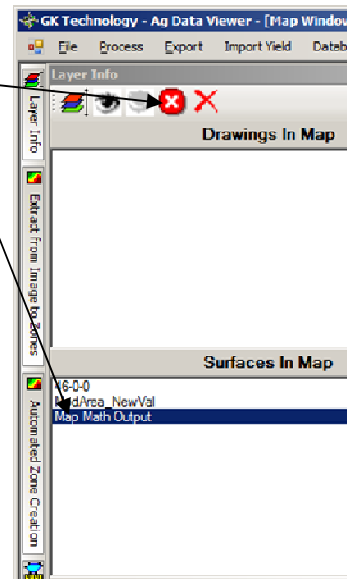 GK Technology - Ag Data Viewer - [Map Window
File Process Export Import Yield Datab
Layer Info
Drawings In Map
Layer Info
Extract from Image to Zones
Surfaces In Map
46-0-0
MgdArea_NewVal
Map Math Output
Automated Zone Creation